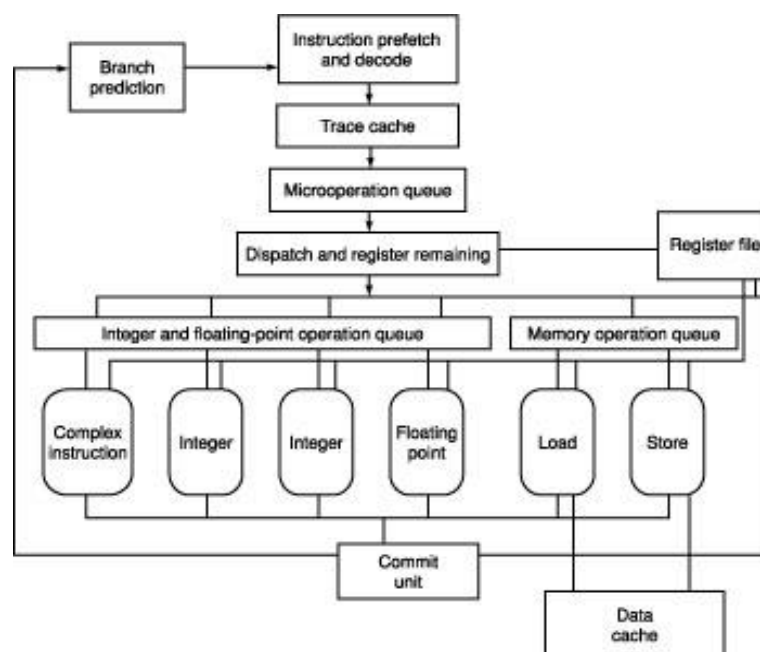 Instruction prefetch
and decode
Branch
prediction
Trace cache
Microoperation queue
Dispatch and register remaining
Register file
Integer and floating-point operation queue
Memory operation queue
Complex
instruction
Integer
Integer
Floating
point
Load
Store
Commit
unit
Data
cache